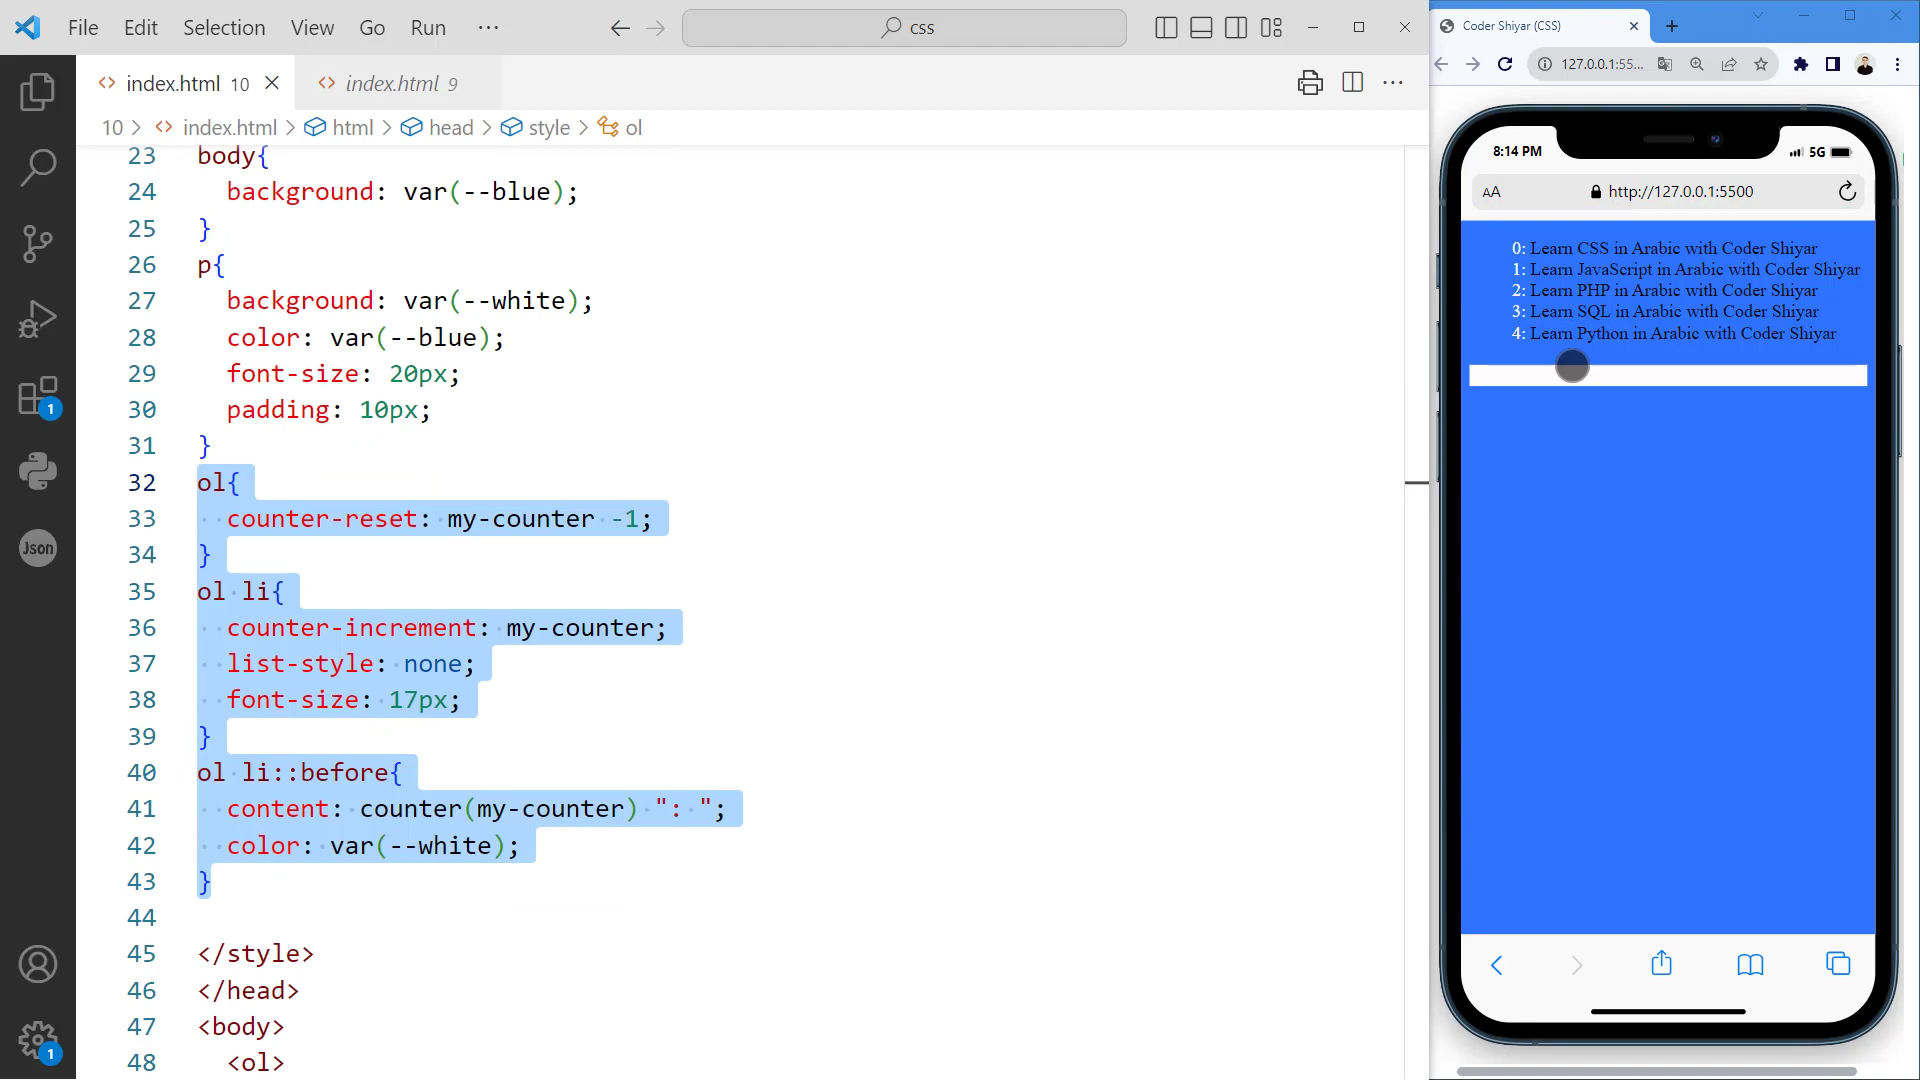 File Edit Selection View Go Run ···
css
index.html 10
index.html 9
10 > index.html > html > head > style > ol
23 body{
24 background: var(--blue);
25 }
26 p{
27 background: var(--white);
28 color: var(--blue);
29 font-size: 20px;
30 padding: 10px;
31 }
32 ol{
33 counter-reset: my-counter -1;
34 }
35 ol li{
36 counter-increment: my-counter;
37 list-style: none;
38 font-size: 17px;
39 }
40 ol li::before{
41 content: counter(my-counter) ": ";
42 color: var(--white);
43 }
44
45 </style>
46 </head>
47 <body>
48 <ol>
1
Json
1
Coder Shiyar (CSS)
127.0.0.1:55...
8:14 PM
5G
AA
http://127.0.0.1:5500
0: Learn CSS in Arabic with Coder Shiyar
1: Learn JavaScript in Arabic with Coder Shiyar
2: Learn PHP in Arabic with Coder Shiyar
3: Learn SQL in Arabic with Coder Shiyar
4: Learn Python in Arabic with Coder Shiyar